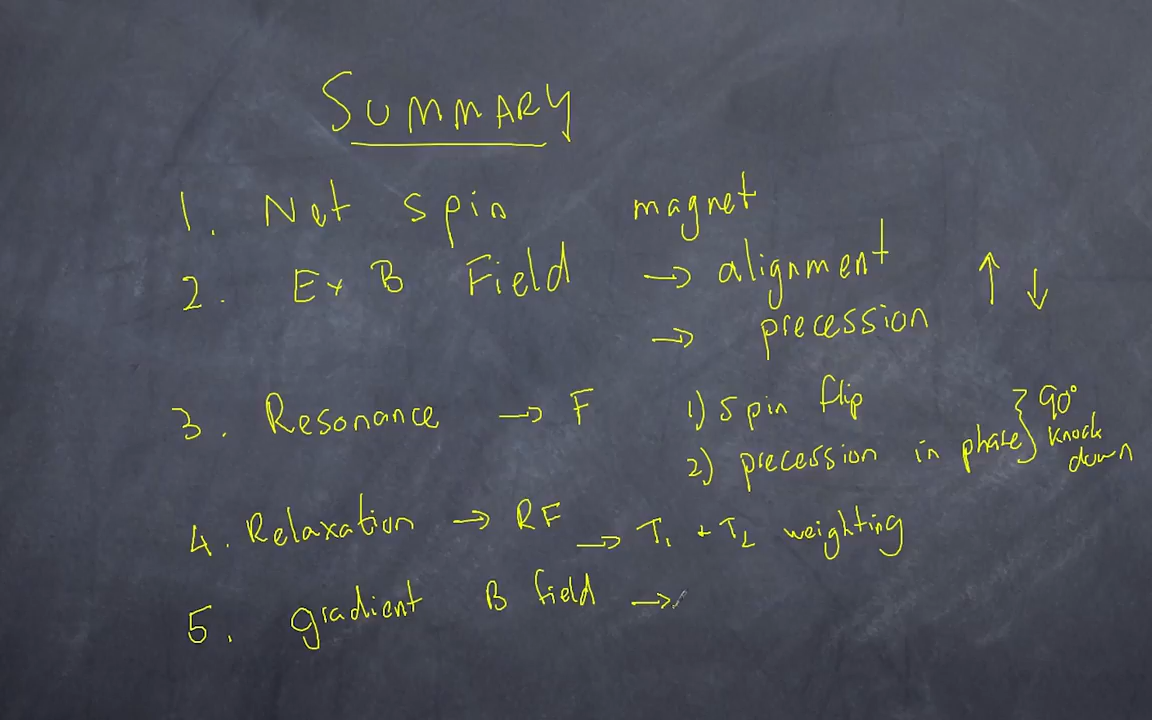 SUMMARY
1. Net spin magnet
2. Ex B Field → alignment ↑ ↓
→ precession
3. Resonance → F 1) spin flip } 90°
2) precession in phase knock
down
4. Relaxation → RF → T1 + T2 weighting
5. gradient B field →